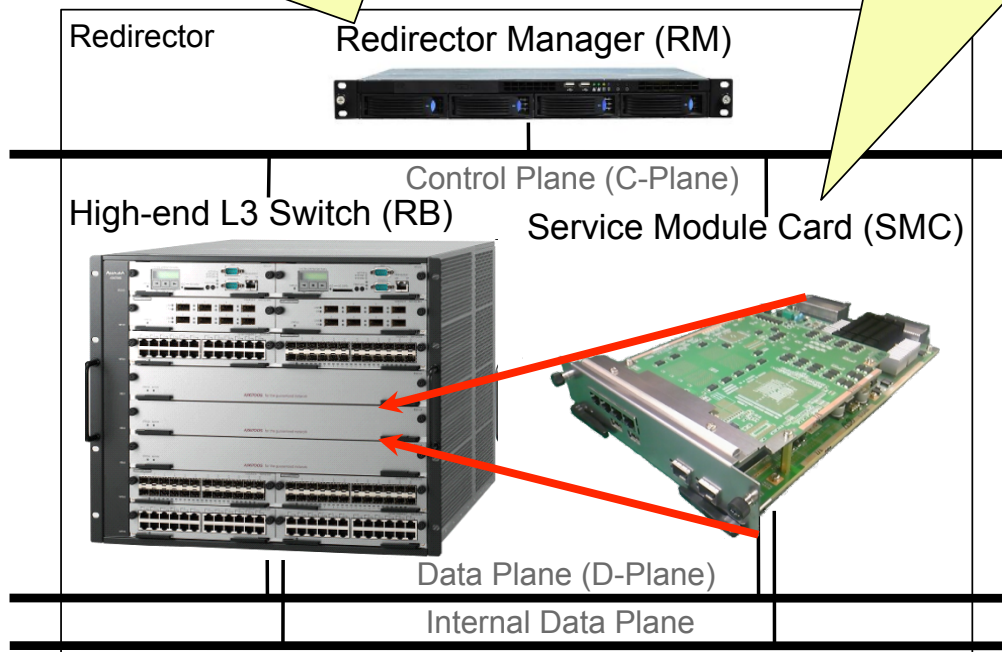 Redirector
Redirector Manager (RM)
Control Plane (C-Plane)
High-end L3 Switch (RB)
Service Module Card (SMC)
Data Plane (D-Plane)
Internal Data Plane